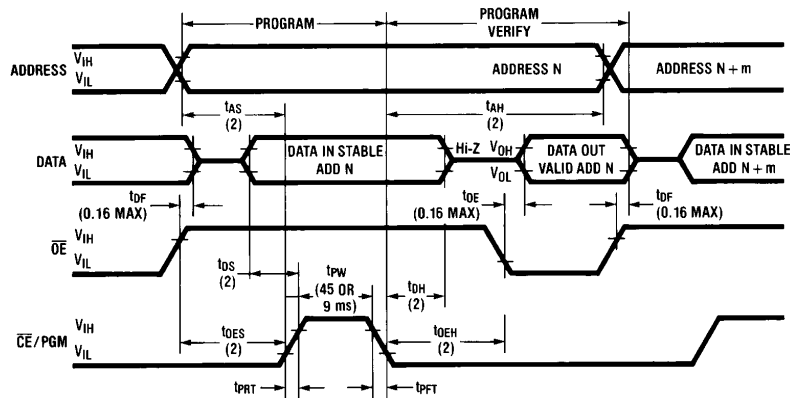 PROGRAM
PROGRAM
VERIFY
ADDRESS
VIH
VIL
ADDRESS N
ADDRESS N + m
tAS
(2)
tAH
(2)
DATA
VIH
VIL
DATA IN STABLE
ADD N
Hi-Z
VOH
VOL
DATA OUT
VALID ADD N
DATA IN STABLE
ADD N + m
tDF
(0.16 MAX)
tOE
(0.16 MAX)
tDF
(0.16 MAX)
OE
VIH
VIL
tDS
(2)
tPW
(45 OR
9 ms)
tDH
(2)
CE/PGM
VIH
VIL
tOES
(2)
tOEH
(2)
tPRT
tPFT